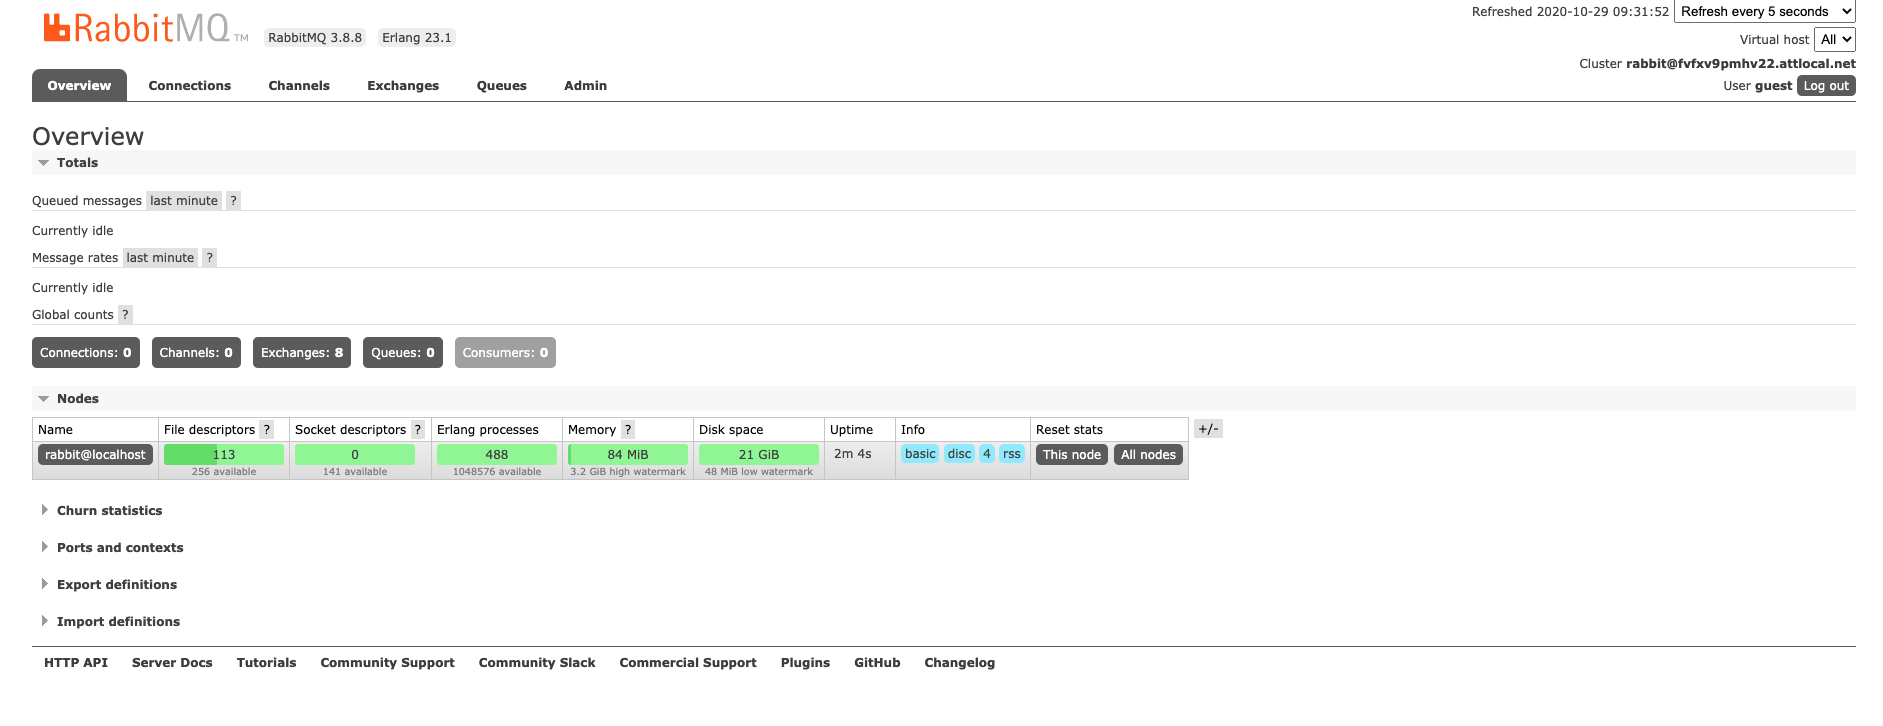 RabbitMQ TM RabbitMQ 3.8.8 Erlang 23.1
Refreshed 2020-10-29 09:31:52 Refresh every 5 seconds
Virtual host All
Cluster rabbit@fvfxv9pmhv22.attlocal.net
User guest Log out
Overview Connections Channels Exchanges Queues Admin
Overview
Totals
Queued messages last minute ?
Currently idle
Message rates last minute ?
Currently idle
Global counts ?
Connections: 0 Channels: 0 Exchanges: 8 Queues: 0 Consumers: 0
Nodes
Name File descriptors ? Socket descriptors ? Erlang processes Memory ? Disk space Uptime Info Reset stats +/-
rabbit@localhost 113 0 488 84 MiB 21 GiB 2m 4s basic disc 4 rss This node All nodes
256 available 141 available 1048576 available 3.2 GiB high watermark 48 MiB low watermark
Churn statistics
Ports and contexts
Export definitions
Import definitions
HTTP API Server Docs Tutorials Community Support Community Slack Commercial Support Plugins GitHub Changelog